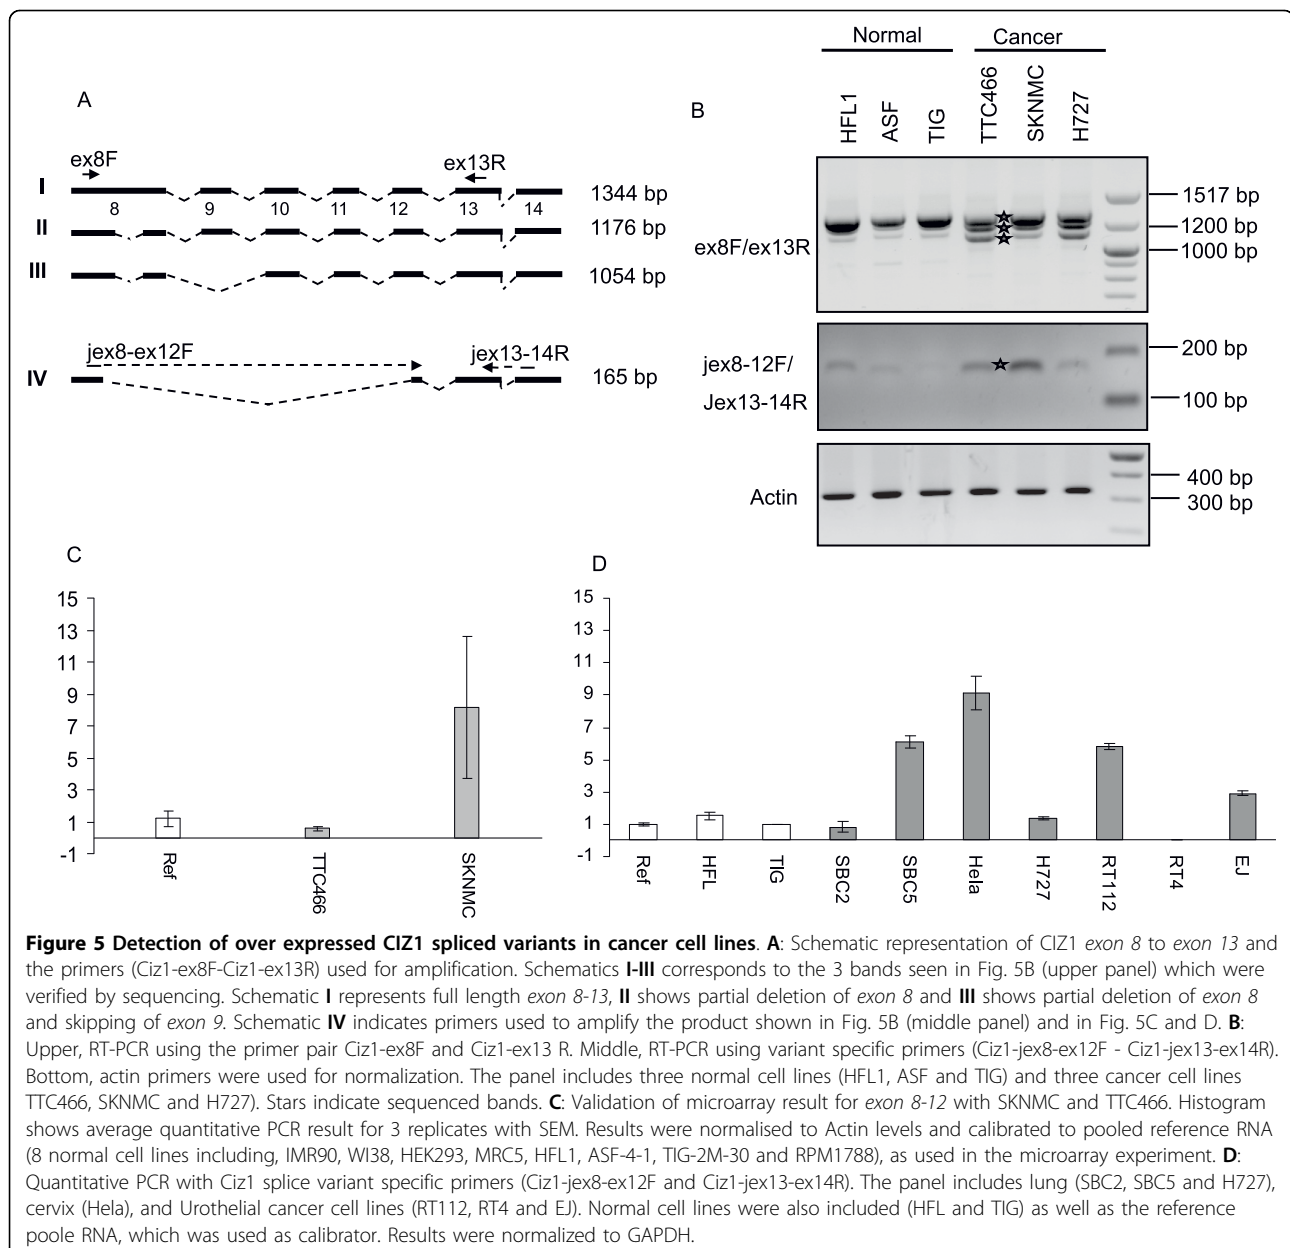 A
ex8F
ex13R
I
1344 bp
8 9 10 11 12 13 14
II
1176 bp
III
1054 bp
jex8-ex12F
jex13-14R
IV
165 bp
B
Normal Cancer
HFL1 ASF TIG TTC466 SKNMC H727
ex8F/ex13R
1517 bp
1200 bp
1000 bp
jex8-12F/
Jex13-14R
200 bp
100 bp
Actin
400 bp
300 bp
C
15
13
11
9
7
5
3
1
-1
Ref TTC466 SKNMC
D
15
13
11
9
7
5
3
1
-1
Ref HFL TIG SBC2 SBC5 Hela H727 RT112 RT4 EJ
Figure 5 Detection of over expressed CIZ1 spliced variants in cancer cell lines. A: Schematic representation of CIZ1 exon 8 to exon 13 and
the primers (Ciz1-ex8F-Ciz1-ex13R) used for amplification. Schematics I-III corresponds to the 3 bands seen in Fig. 5B (upper panel) which were
verified by sequencing. Schematic I represents full length exon 8-13, II shows partial deletion of exon 8 and III shows partial deletion of exon 8
and skipping of exon 9. Schematic IV indicates primers used to amplify the product shown in Fig. 5B (middle panel) and in Fig. 5C and D. B:
Upper, RT-PCR using the primer pair Ciz1-ex8F and Ciz1-ex13 R. Middle, RT-PCR using variant specific primers (Ciz1-jex8-ex12F - Ciz1-jex13-ex14R).
Bottom, actin primers were used for normalization. The panel includes three normal cell lines (HFL1, ASF and TIG) and three cancer cell lines
TTC466, SKNMC and H727). Stars indicate sequenced bands. C: Validation of microarray result for exon 8-12 with SKNMC and TTC466. Histogram
shows average quantitative PCR result for 3 replicates with SEM. Results were normalised to Actin levels and calibrated to pooled reference RNA
(8 normal cell lines including, IMR90, WI38, HEK293, MRC5, HFL1, ASF-4-1, TIG-2M-30 and RPM1788), as used in the microarray experiment. D:
Quantitative PCR with Ciz1 splice variant specific primers (Ciz1-jex8-ex12F and Ciz1-jex13-ex14R). The panel includes lung (SBC2, SBC5 and H727),
cervix (Hela), and Urothelial cancer cell lines (RT112, RT4 and EJ). Normal cell lines were also included (HFL and TIG) as well as the reference
poole RNA, which was used as calibrator. Results were normalized to GAPDH.